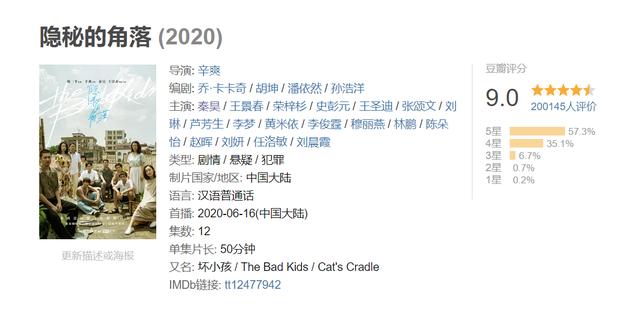 隐秘的角落 (2020)
The Bad Kids
隐秘的角落
更新描述或海报
导演: 辛爽
编剧: 乔·卡卡奇 / 胡坤 / 潘依然 / 孙浩洋
主演: 秦昊 / 王景春 / 荣梓杉 / 史彭元 / 王圣迪 / 张颂文 / 刘
琳 / 芦芳生 / 李梦 / 黄米依 / 李俊霆 / 穆丽燕 / 林鹏 / 陈朵
怡 / 赵晖 / 刘妍 / 任洛敏 / 刘晨霞
类型: 剧情 / 悬疑 / 犯罪
制片国家/地区: 中国大陆
语言: 汉语普通话
首播: 2020-06-16(中国大陆)
集数: 12
单集片长: 50分钟
又名: 坏小孩 / The Bad Kids / Cat's Cradle
IMDb链接: tt12477942
豆瓣评分
9.0
200145人评价
5星 57.3%
4星 35.1%
3星 6.7%
2星 0.7%
1星 0.2%